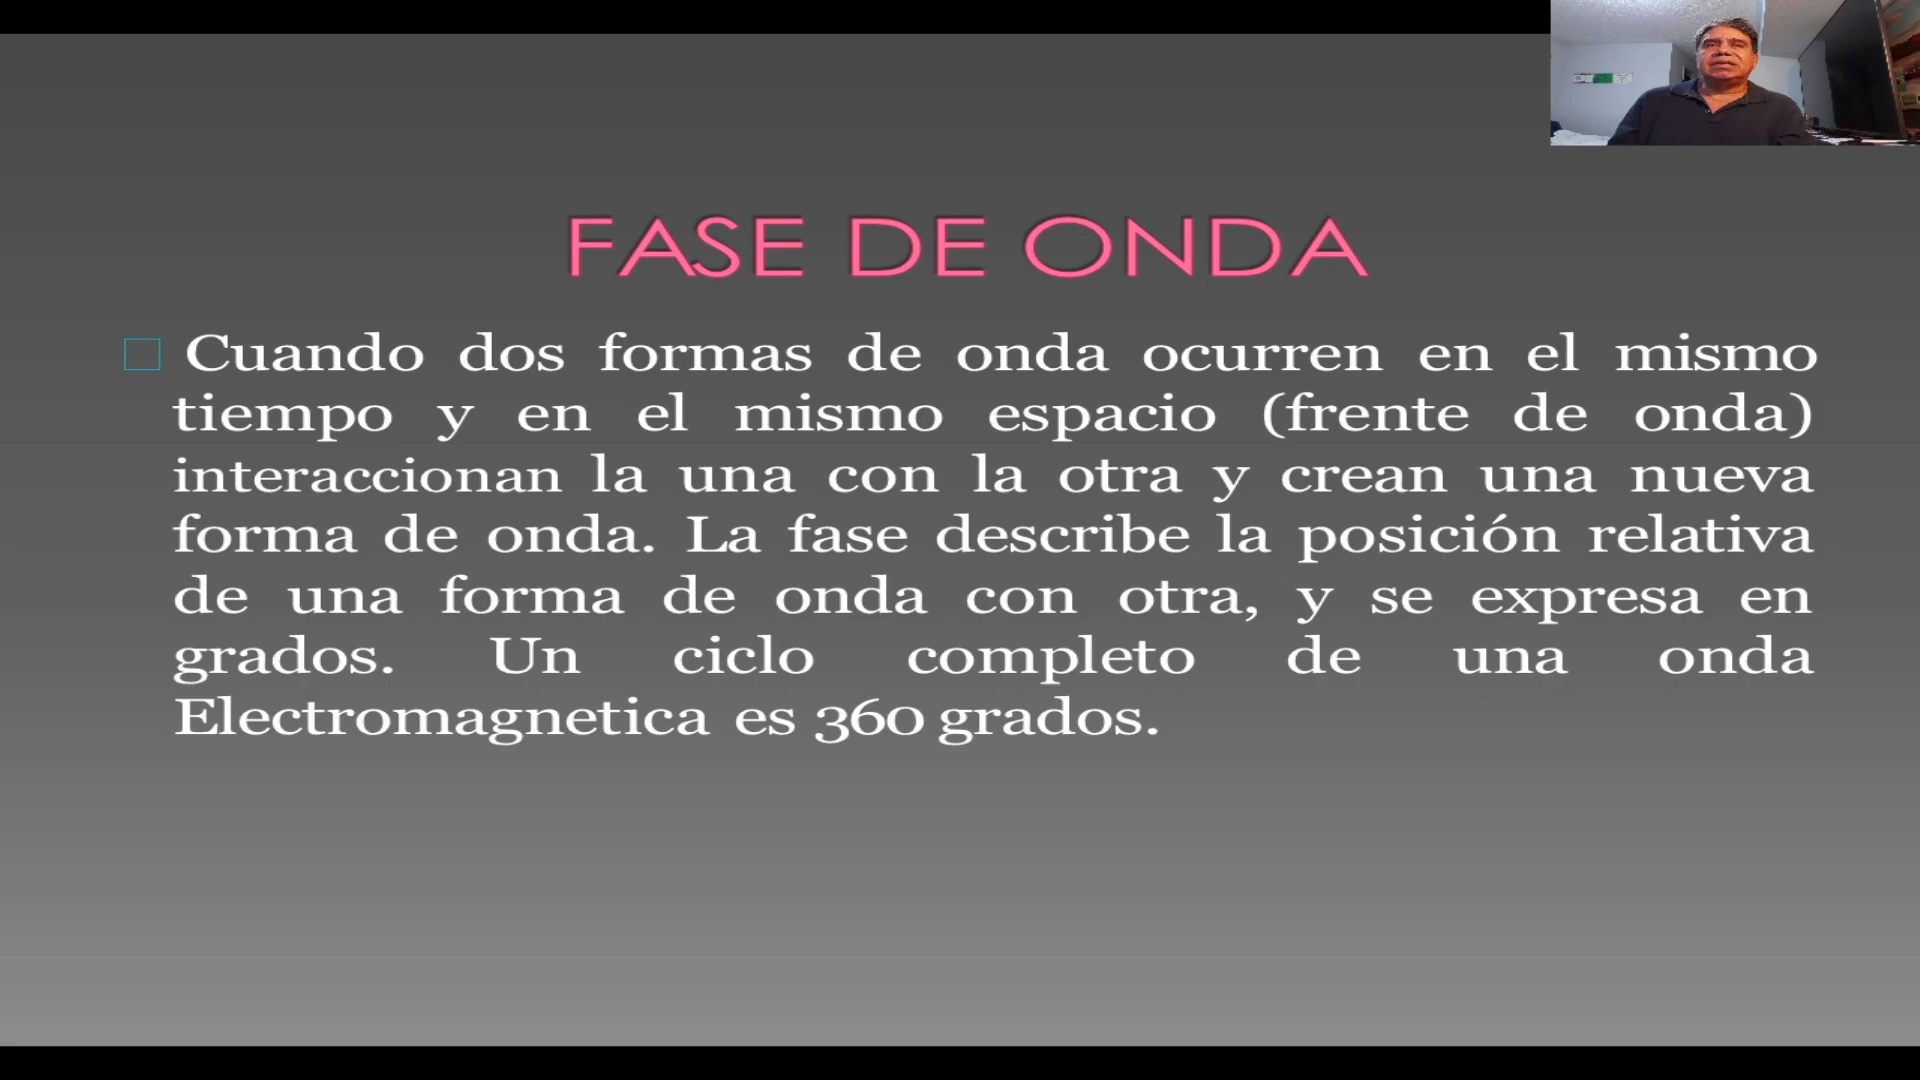 FASE DE ONDA
Cuando dos formas de onda ocurren en el mismo
tiempo y en el mismo espacio (frente de onda)
interaccionan la una con la otra y crean una nueva
forma de onda. La fase describe la posición relativa
de una forma de onda con otra, y se expresa en
grados. Un ciclo completo de una onda
Electromagnetica es 360 grados.